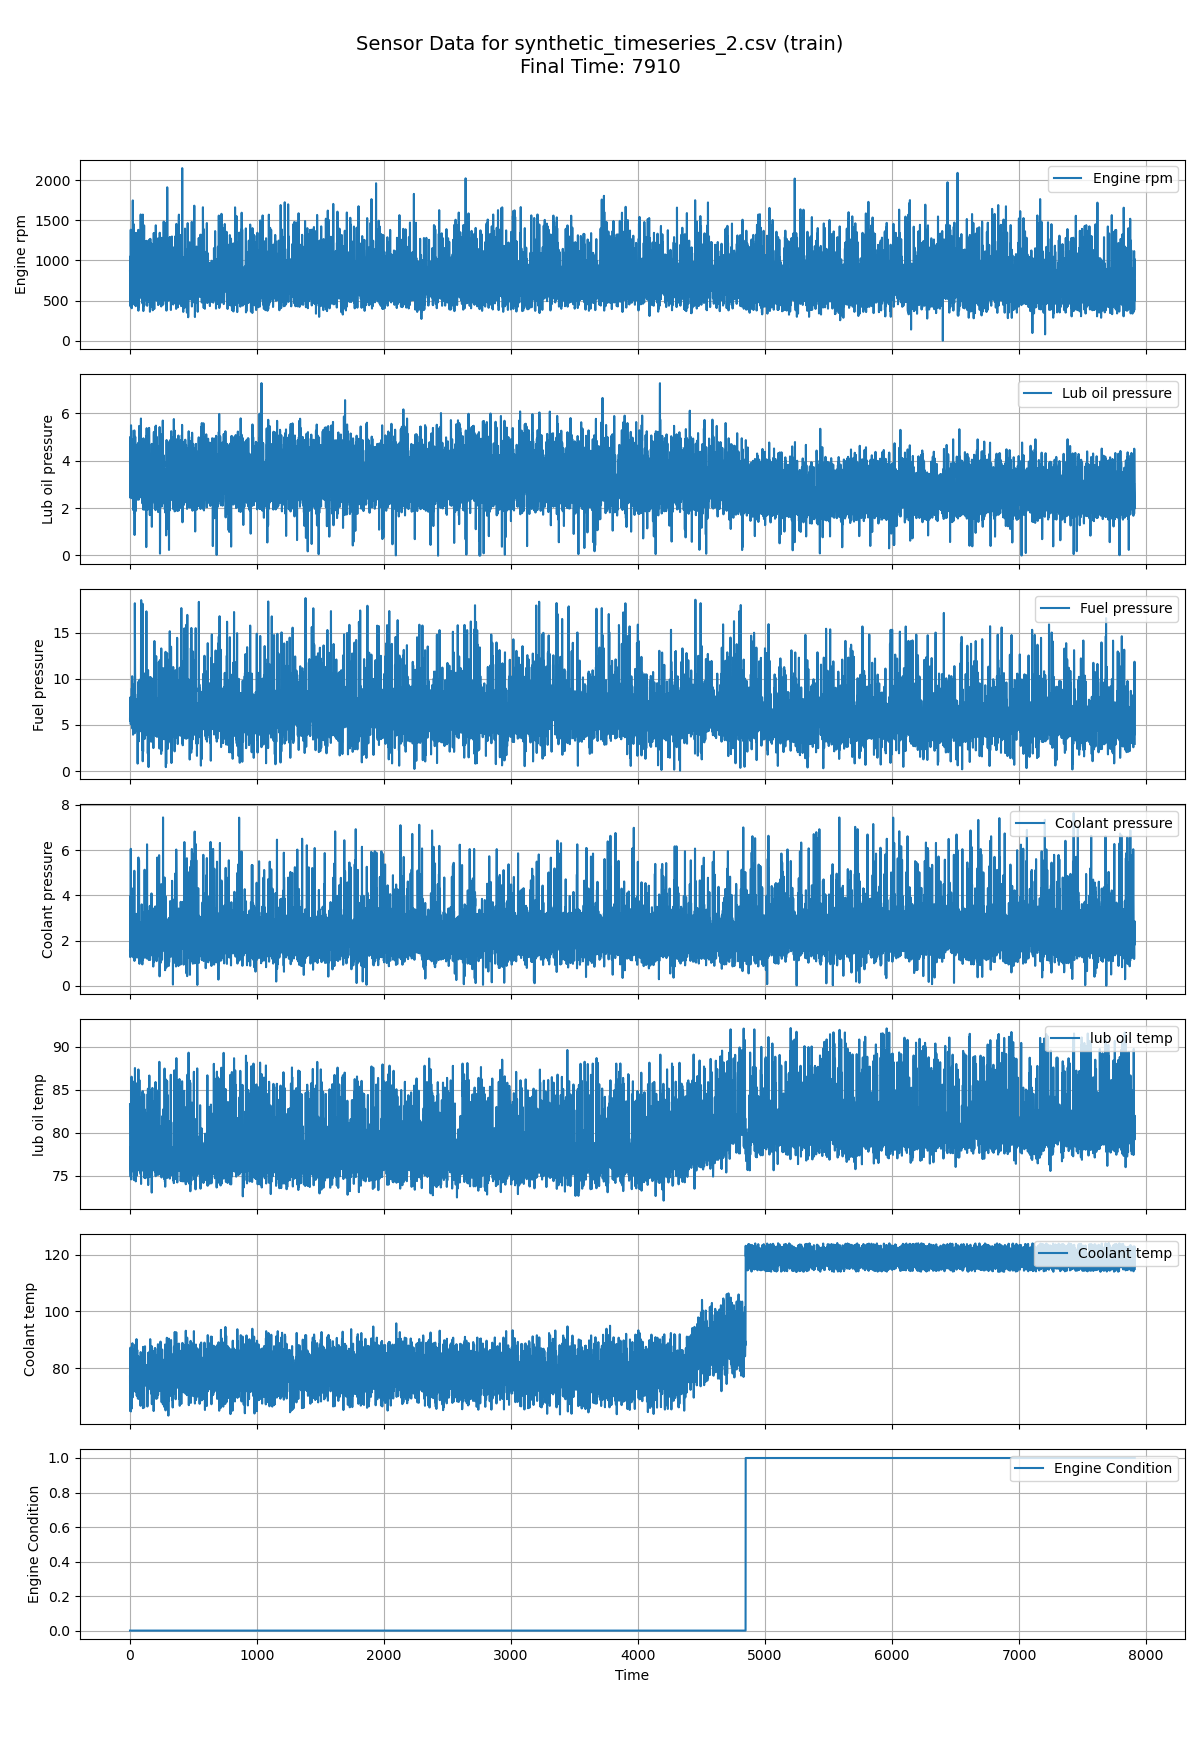 Sensor Data for synthetic_timeseries_2.csv (train)
Final Time: 7910
2000
1500
1000
500
0
Engine rpm
Engine rpm
6
4
2
0
Lub oil pressure
Lub oil pressure
15
10
5
0
Fuel pressure
Fuel pressure
8
6
4
2
0
Coolant pressure
Coolant pressure
90
85
80
75
lub oil temp
lub oil temp
120
100
80
Coolant temp
Coolant temp
1.0
0.8
0.6
0.4
0.2
0.0
Engine Condition
Engine Condition
0 1000 2000 3000 4000 5000 6000 7000 8000
Time